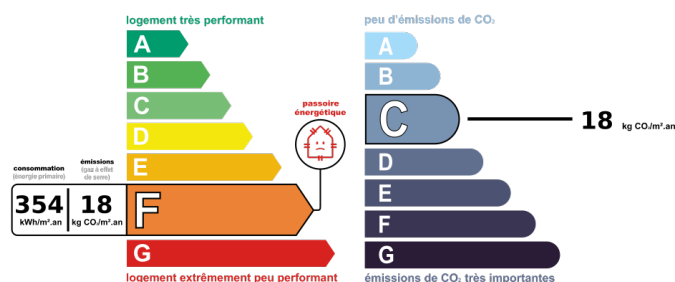 logement très performant
A
B
C
D
E
F
G
consommation
(énergie primaire)
émissions
(gaz à effet
de serre)
354
kWh/m².an
18
kg CO₂/m².an
passoire
énergétique
logement extrêmement peu performant
peu d'émissions de CO₂
A
B
C
D
E
F
G
18
kg CO₂/m².an
émissions de CO₂ très importantes